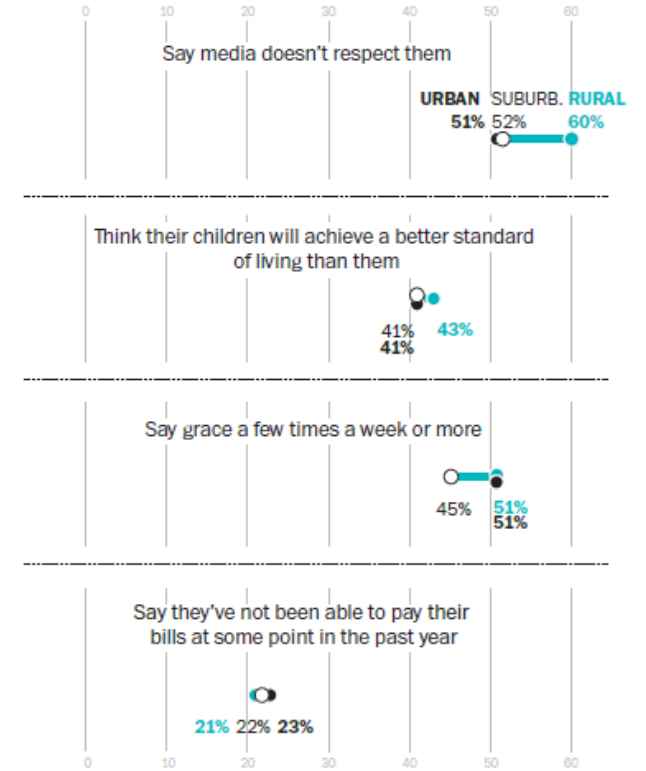 0 10 20 30 40 50 60
Say media doesn't respect them
URBAN SUBURB. RURAL
51% 52% 60%
Think their children will achieve a better standard
of living than them
41% 43%
41%
Say grace a few times a week or more
45% 51%
51%
Say they've not been able to pay their
bills at some point in the past year
21% 22% 23%
0 10 20 30 40 50 60